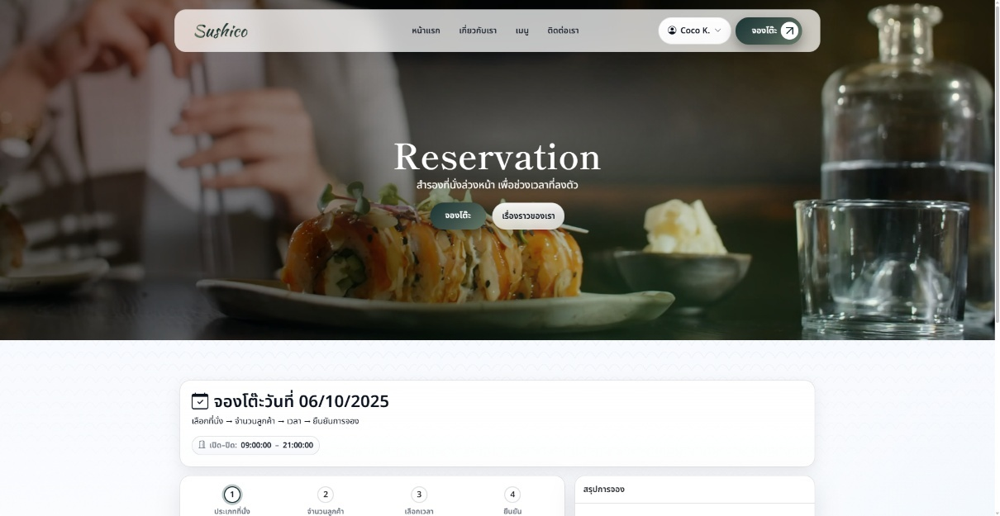 Sushico
หน้าแรก เกี่ยวกับเรา เมนู ติดต่อเรา
Coco K.
จองโต๊ะ
Reservation
สำรองที่นั่งล่วงหน้า เพื่อช่วงเวลาที่ลงตัว
จองโต๊ะ เรื่องราวของเรา
จองโต๊ะวันที่ 06/10/2025
เลือกที่นั่ง → จำนวนลูกค้า → เวลา → ยืนยันการจอง
เปิด-ปิด: 09:00:00 – 21:00:00
1 2 3 4
ประเภทที่นั่ง จำนวนลูกค้า เลือกเวลา ยืนยัน
สรุปการจอง